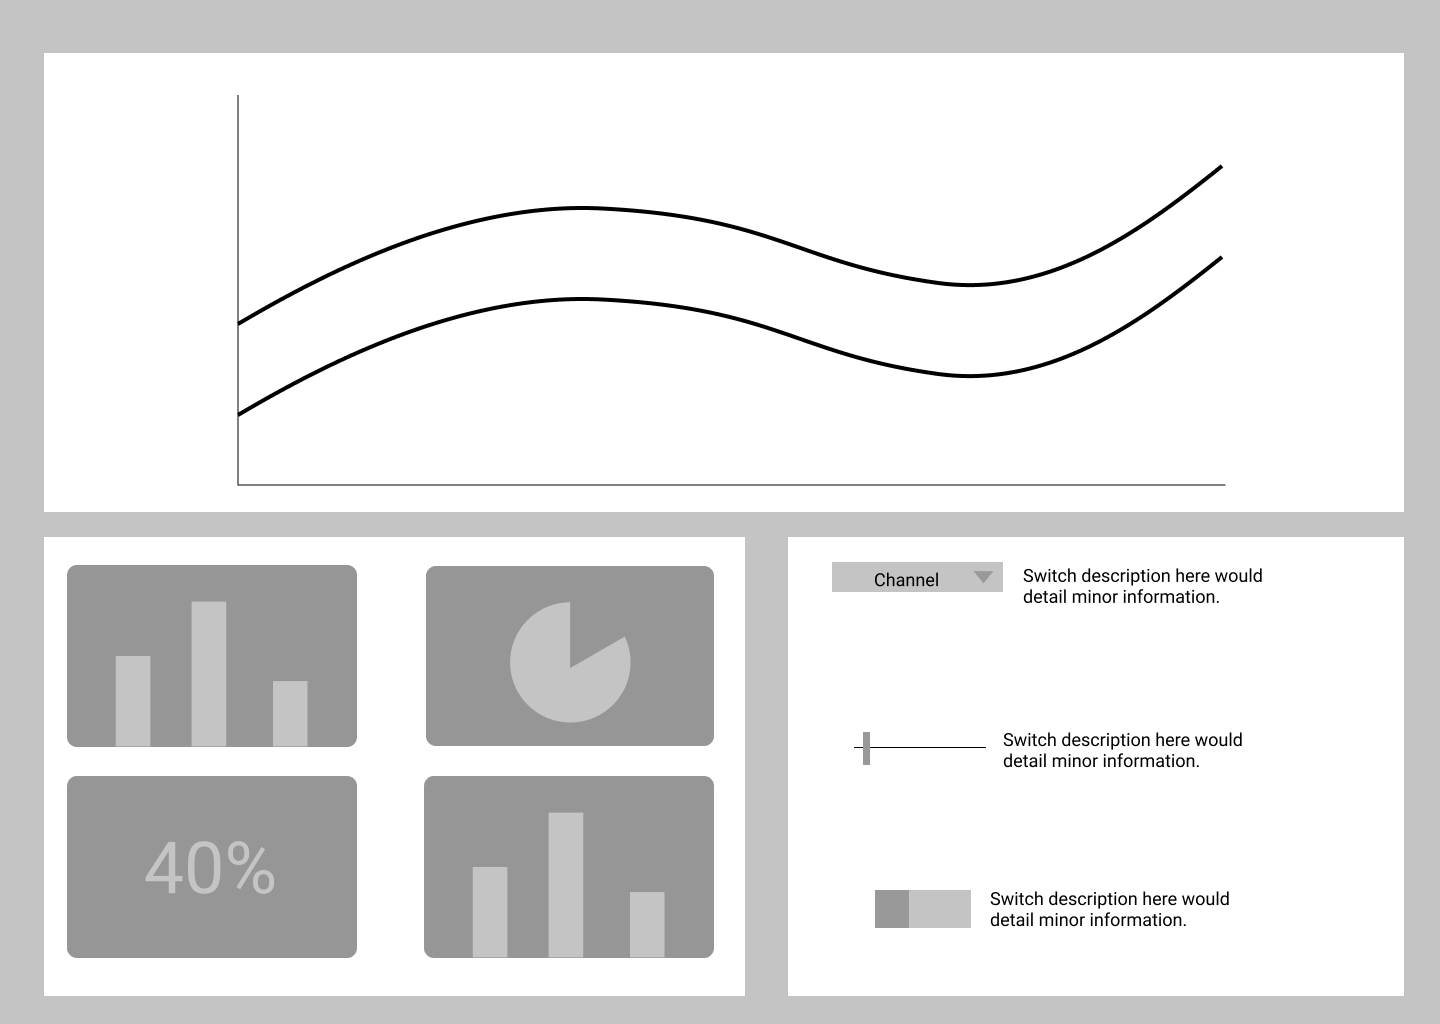 Channel
Switch description here would
detail minor information.
Switch description here would
detail minor information.
40%
Switch description here would
detail minor information.